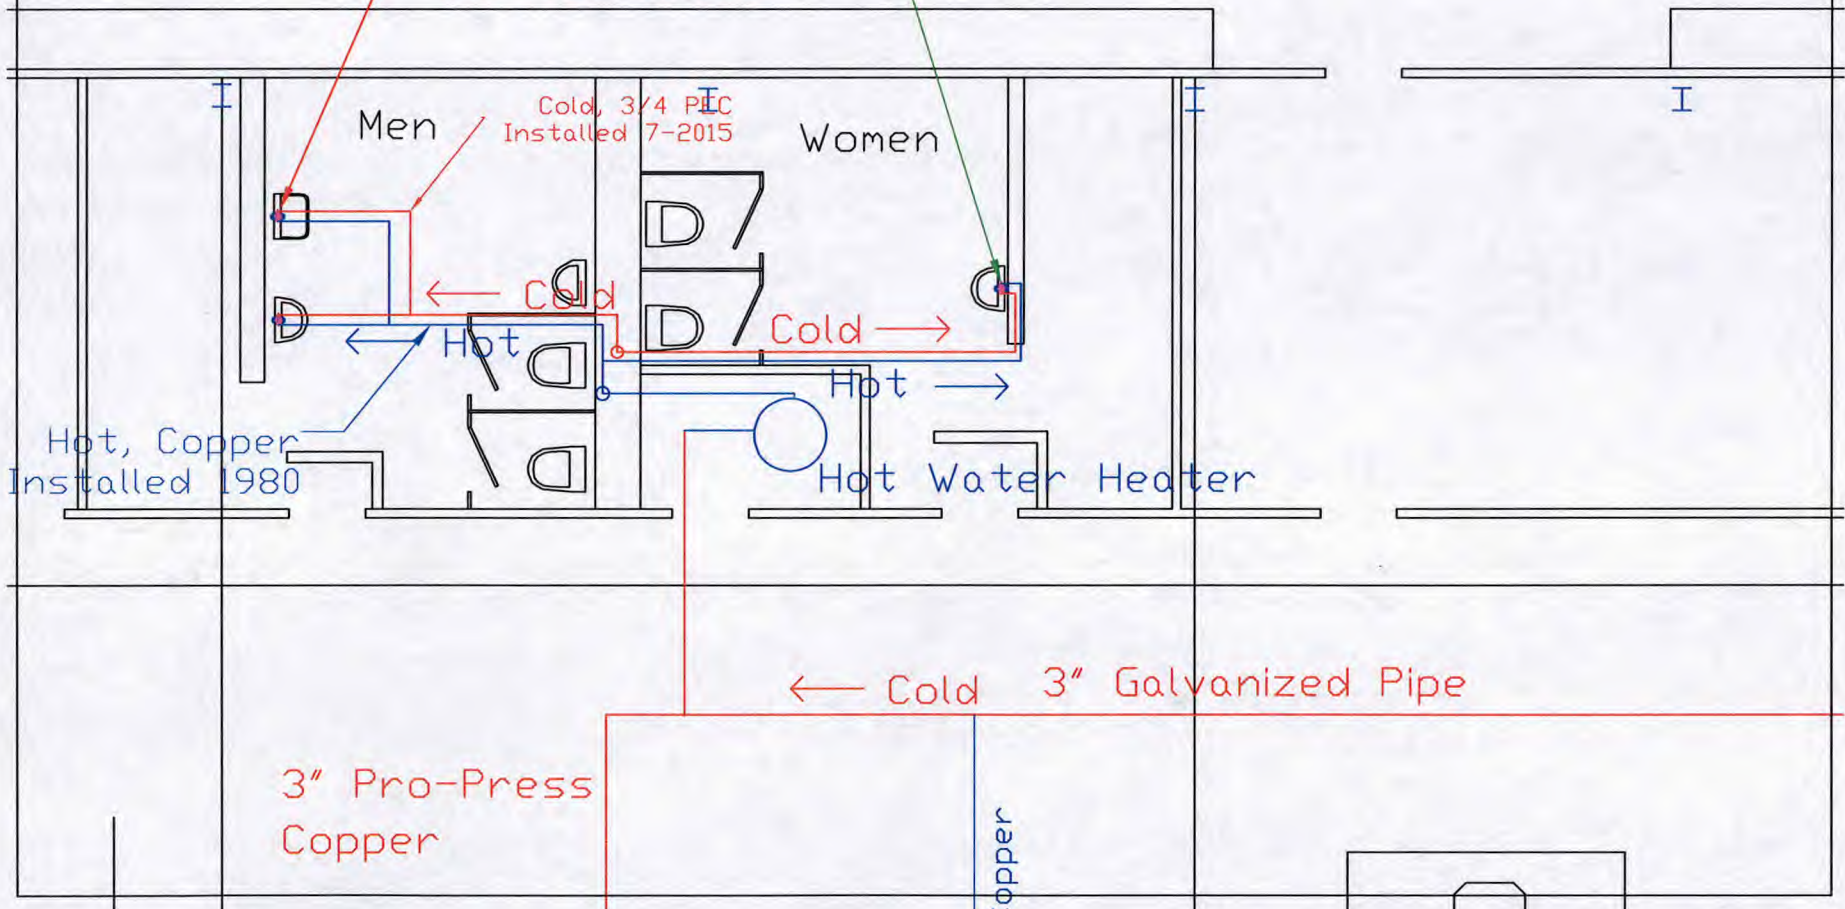 Men
Cold, 3/4 PEC
Installed 7-2015
Women
Cold
Cold
Hot
Hot
Hot, Copper
Installed 1980
Hot Water Heater
Cold
3" Galvanized Pipe
3" Pro-Press
Copper
opper